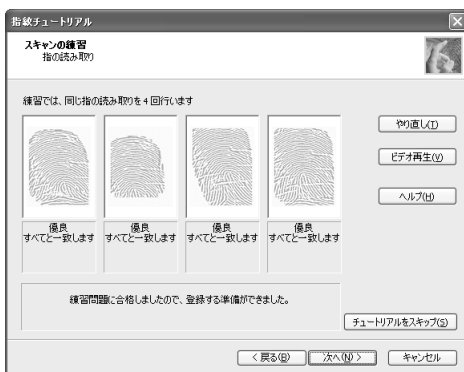 指紋チュートリアル
スキャンの練習
指の読み取り
練習では、同じ指の読み取りを4回行います
やり直し(T)
ビデオ再生(V)
ヘルプ(H)
優良 優良 優良 優良
すべてと一致します すべてと一致します すべてと一致します すべてと一致します
練習問題に合格しましたので、登録する準備ができました。
チュートリアルをスキップ(S)
< 戻る(B) 次へ(N) > キャンセル